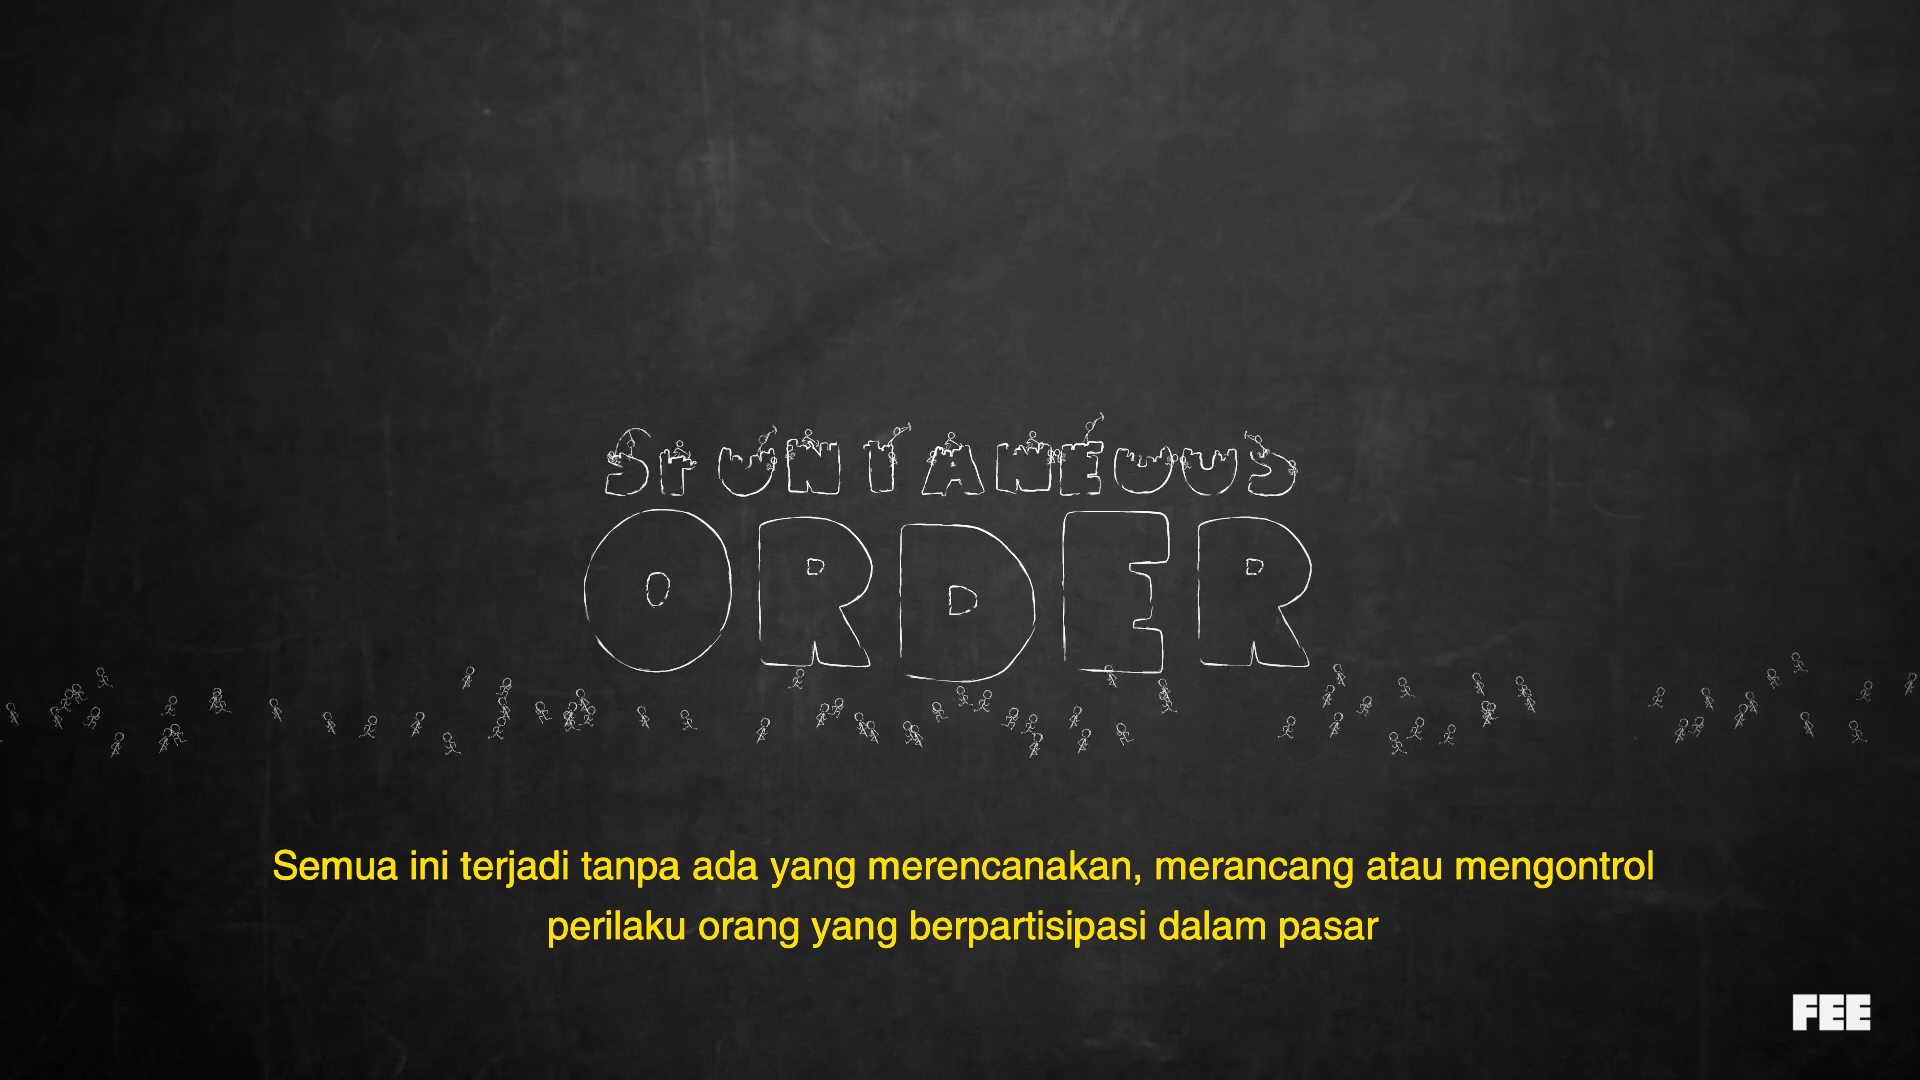 SPONTANEOUS
ORDER
Semua ini terjadi tanpa ada yang merencanakan, merancang atau mengontrol
perilaku orang yang berpartisipasi dalam pasar
FEE